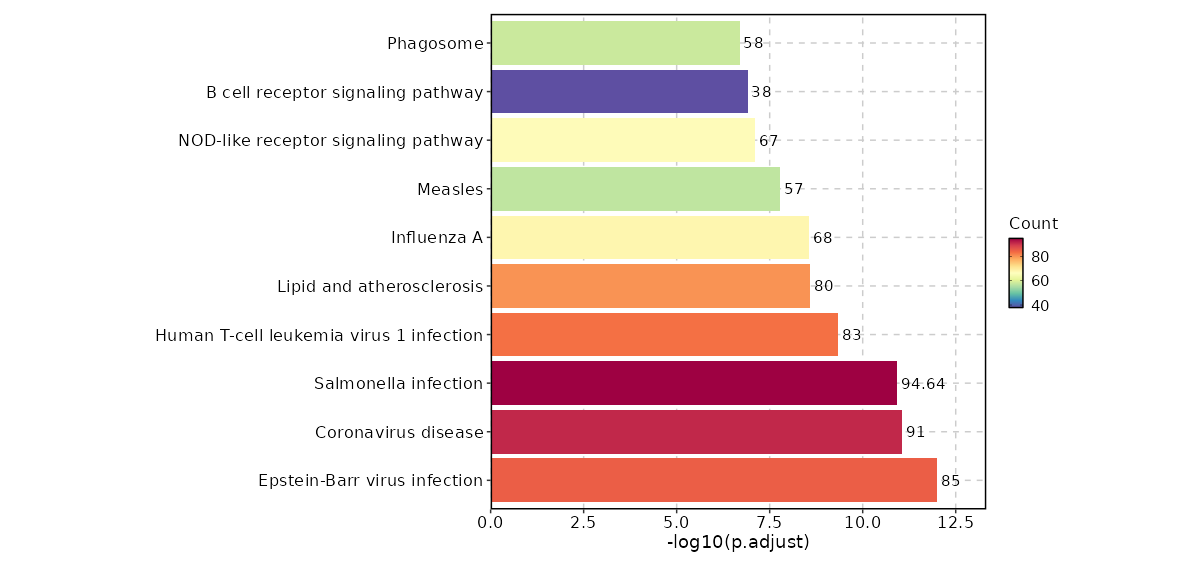 Phagosome 58
B cell receptor signaling pathway 38
NOD-like receptor signaling pathway 67
Measles 57
Influenza A 68
Lipid and atherosclerosis 80
Human T-cell leukemia virus 1 infection 83
Salmonella infection 94.64
Coronavirus disease 91
Epstein-Barr virus infection 85
0.0 2.5 5.0 7.5 10.0 12.5
-log10(p.adjust)
Count
80
60
40